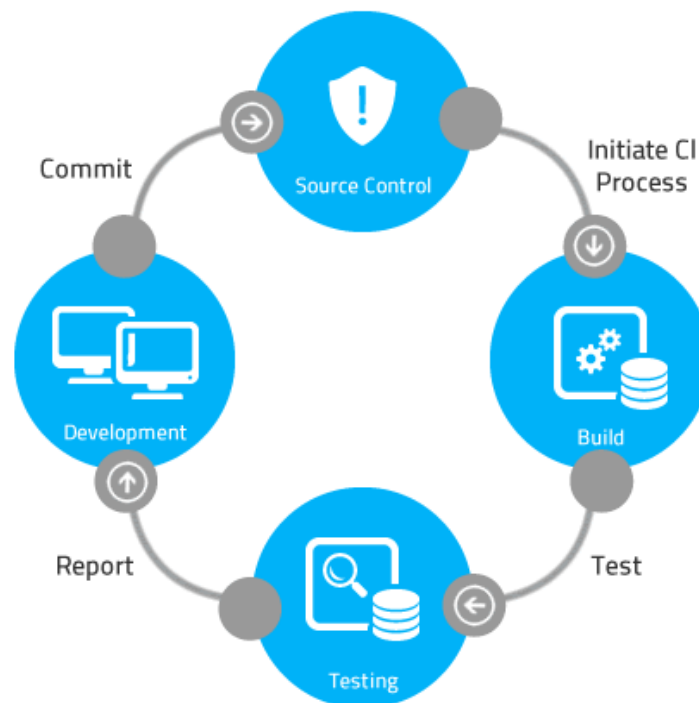 Source Control
Commit
Initiate CI
Process
Development
Build
Report
Test
Testing